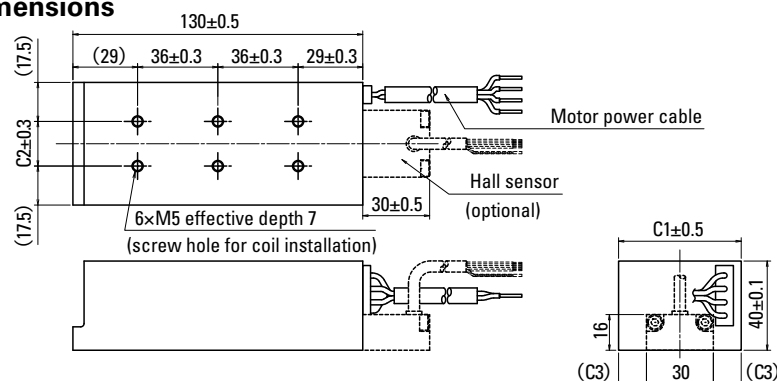 mensions
130±0.5
(17.5)
(29)
36±0.3
36±0.3
29±0.3
Motor power cable
C2±0.3
Hall sensor
(optional)
30±0.5
(17.5)
6×M5 effective depth 7
(screw hole for coil installation)
C1±0.5
40±0.1
16
(C3)
30
(C3)